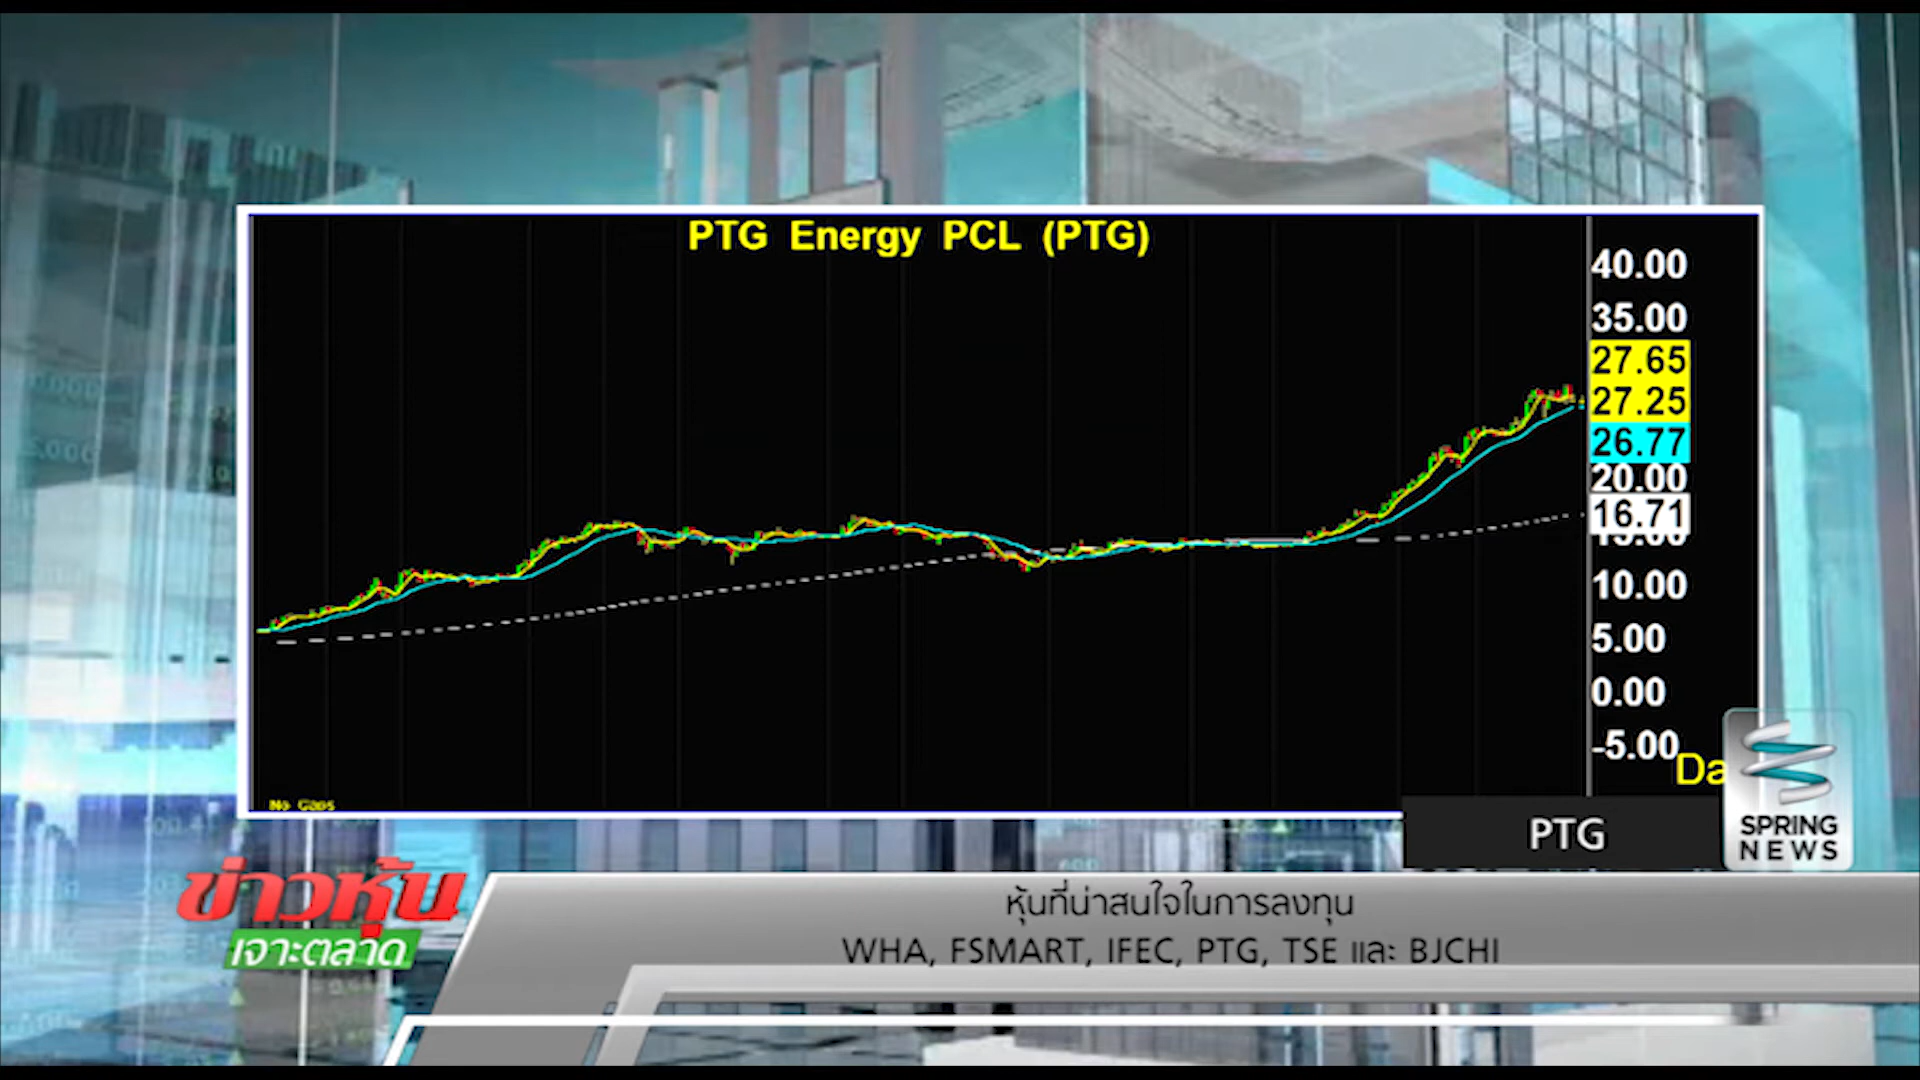 PTG Energy PCL (PTG)
40.00
35.00
27.65
27.25
26.77
20.00
16.71
15.00
10.00
5.00
0.00
-5.00
Da
No Gaps
PTG
SPRING
NEWS
ข่าวหุ้น
เจาะตลาด
หุ้นที่น่าสนใจในการลงทุน
WHA, FSMART, IFEC, PTG, TSE และ BJCHI